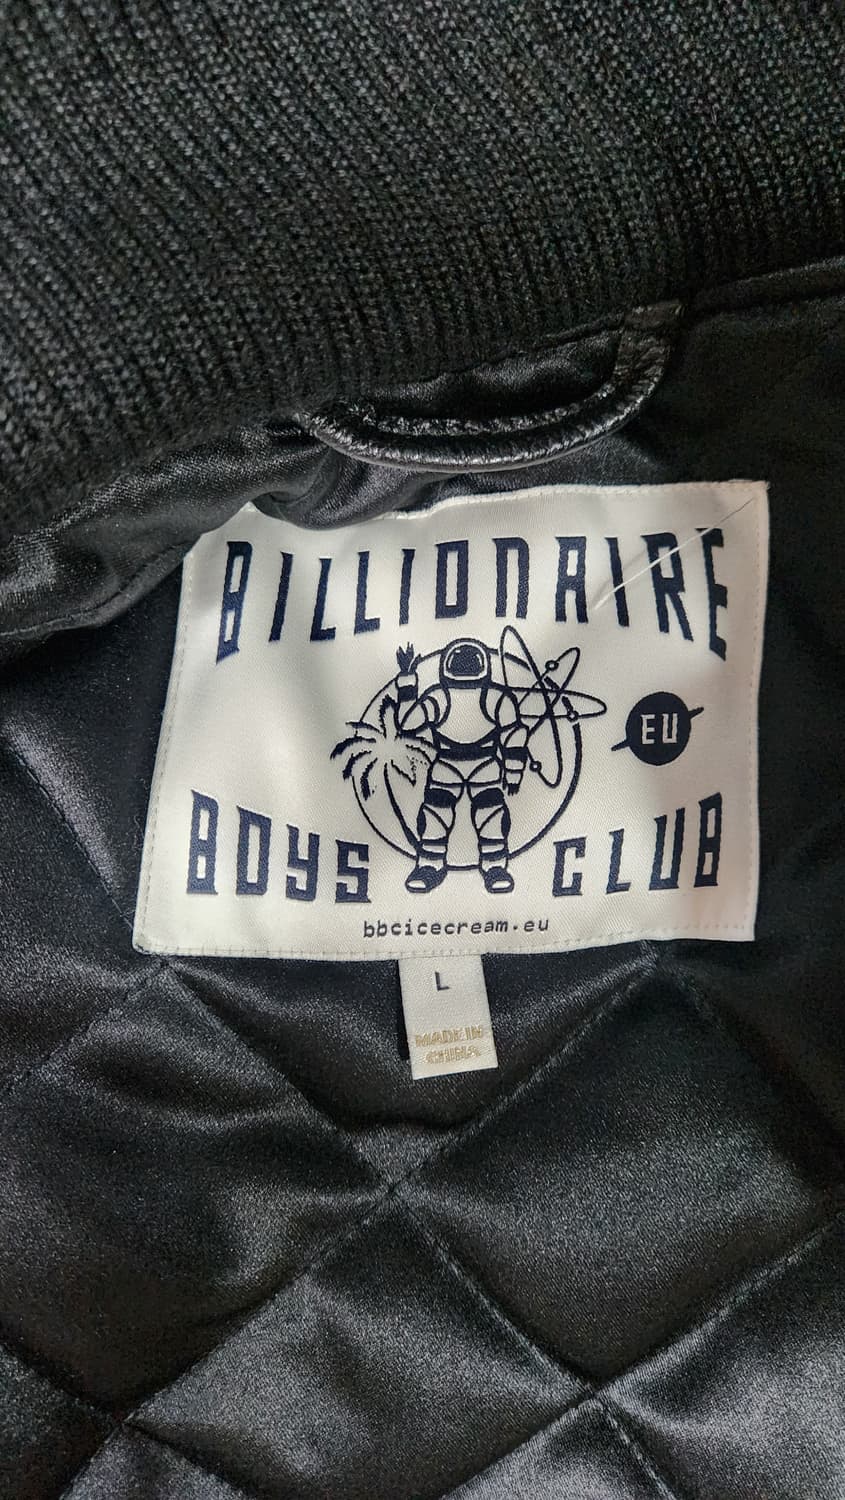 BILLIONAIRE
EU
BOYS CLUB
bbcicecream.eu
L
MADE IN
CHINA